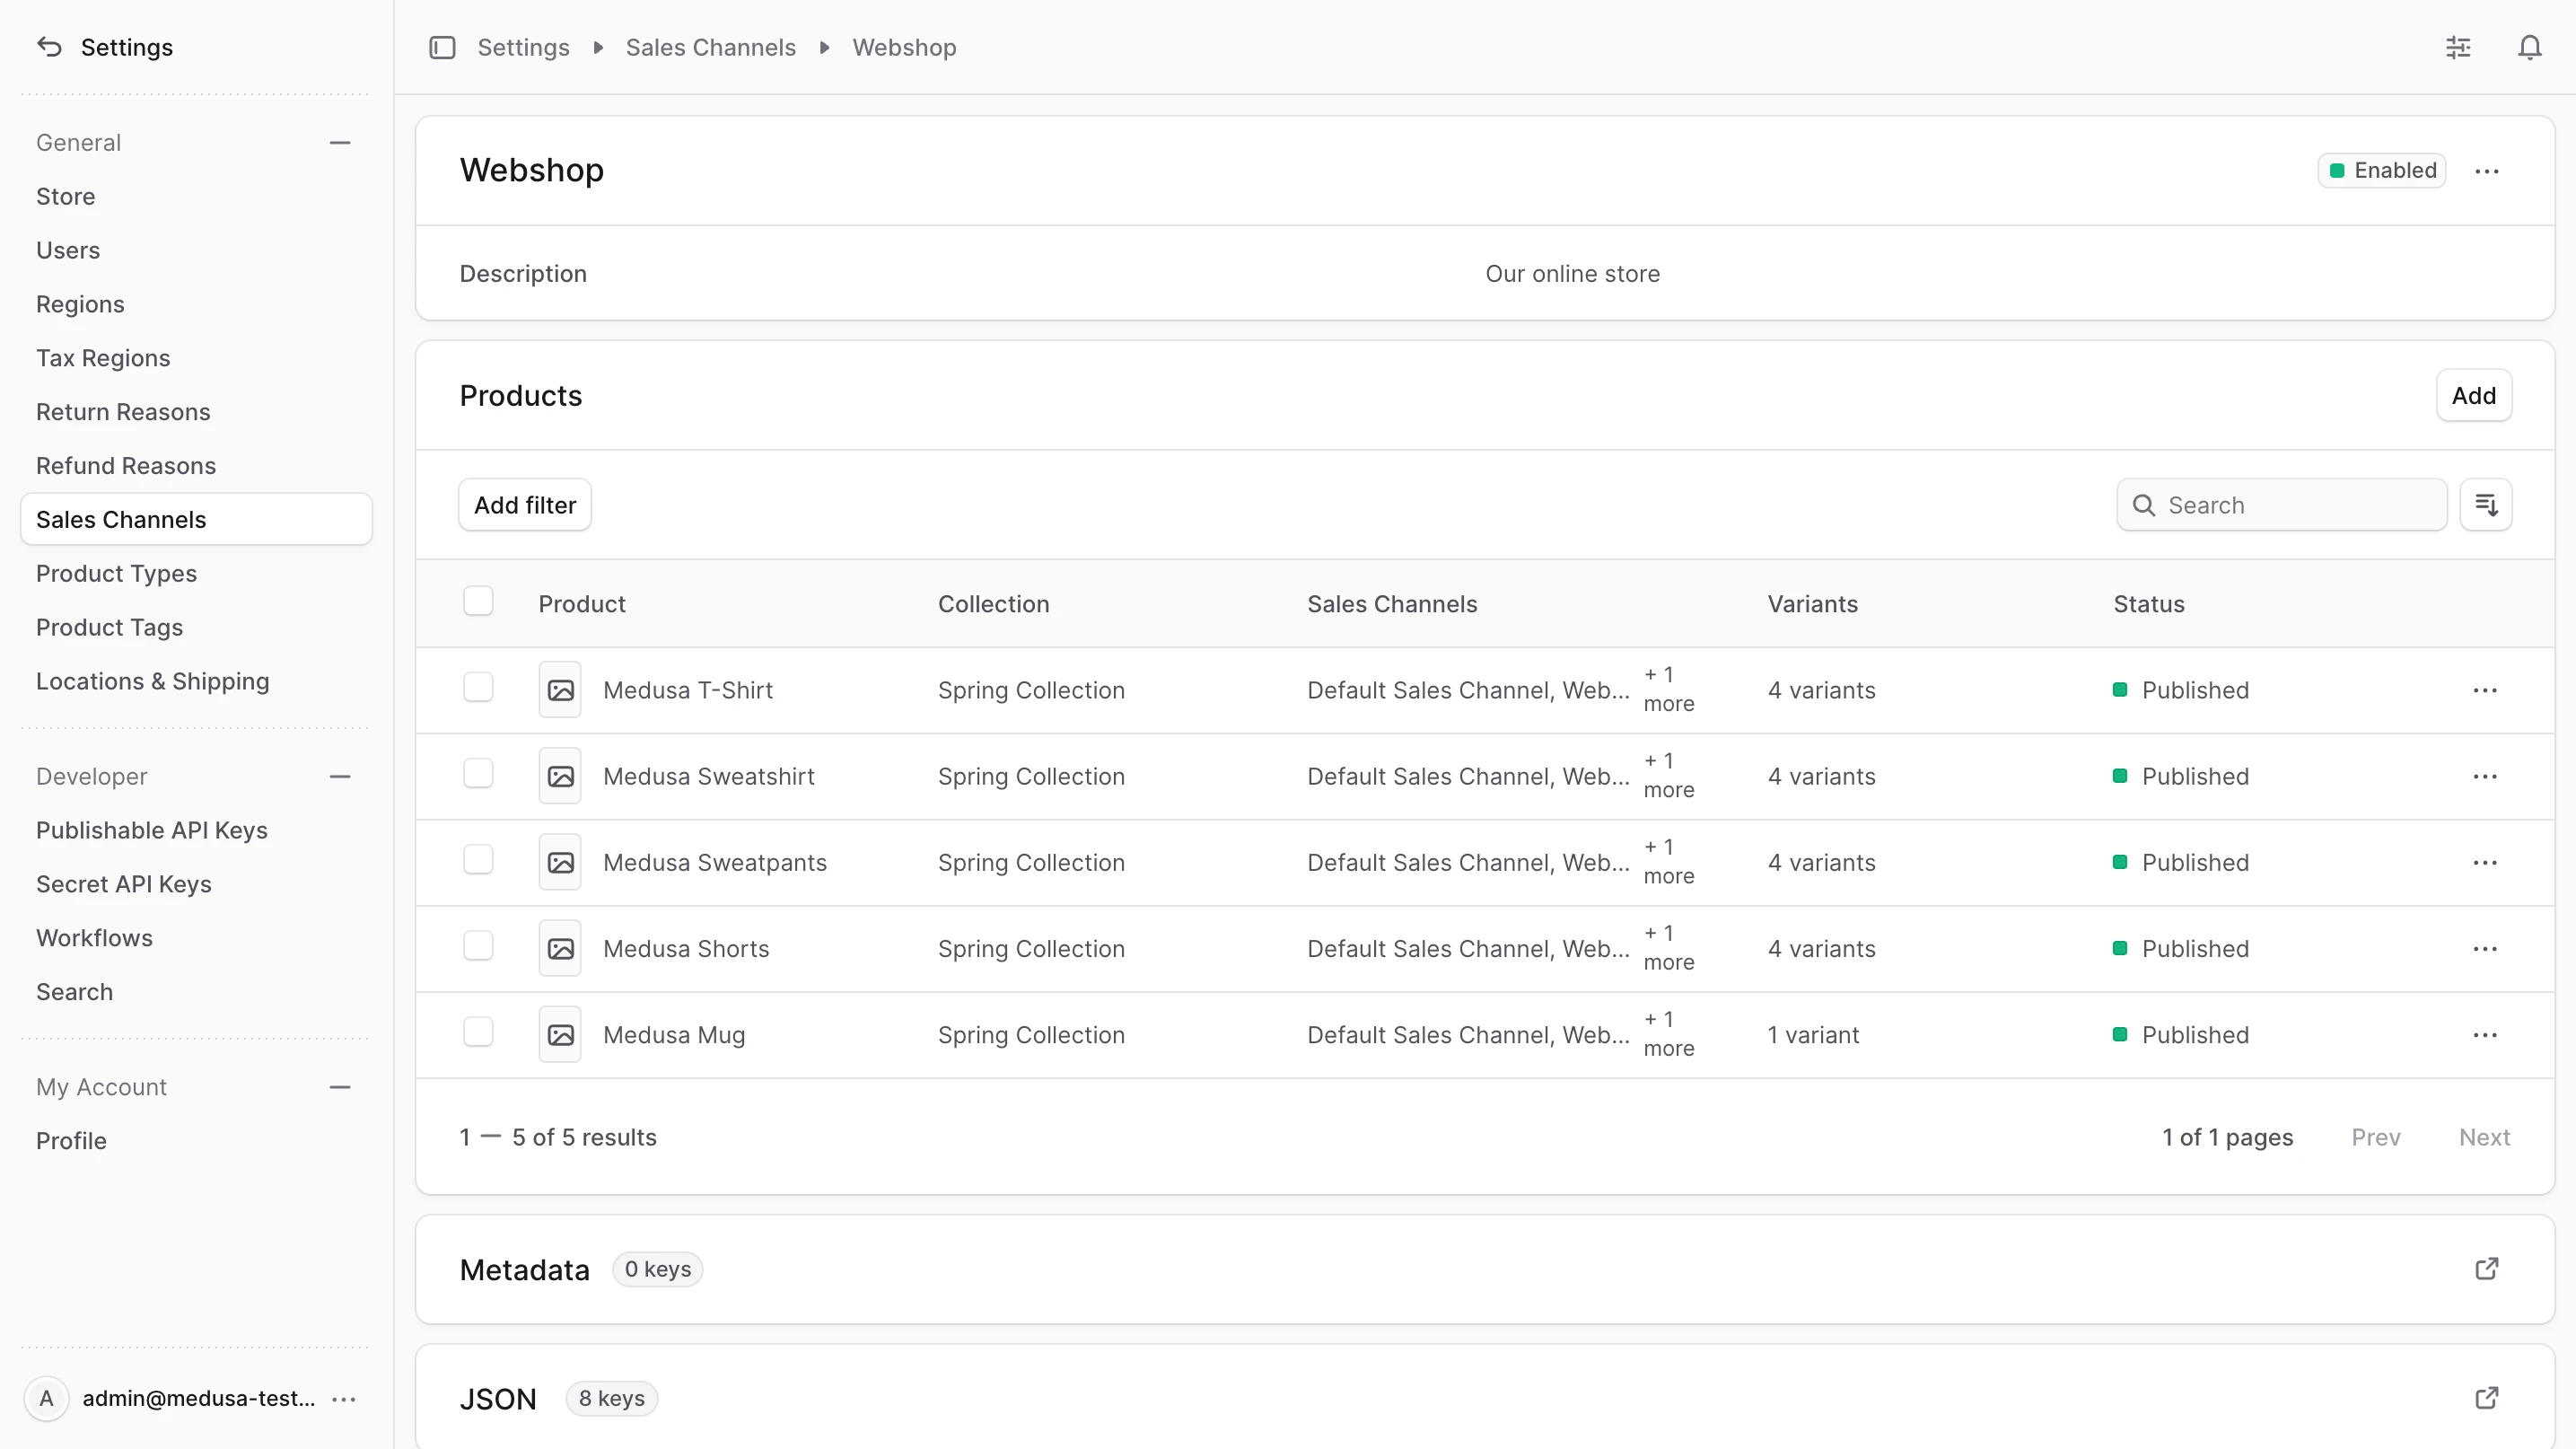 Settings
General
Store
Users
Regions
Tax Regions
Return Reasons
Refund Reasons
Sales Channels
Product Types
Product Tags
Locations & Shipping
Developer
Publishable API Keys
Secret API Keys
Workflows
Search
My Account
Profile
A admin@medusa-test...
Settings Sales Channels Webshop
Webshop Enabled
Description Our online store
Products Add
Add filter Search
Product Collection Sales Channels Variants Status
Medusa T-Shirt Spring Collection Default Sales Channel, Web... + 1 more 4 variants Published
Medusa Sweatshirt Spring Collection Default Sales Channel, Web... + 1 more 4 variants Published
Medusa Sweatpants Spring Collection Default Sales Channel, Web... + 1 more 4 variants Published
Medusa Shorts Spring Collection Default Sales Channel, Web... + 1 more 4 variants Published
Medusa Mug Spring Collection Default Sales Channel, Web... + 1 more 1 variant Published
1 — 5 of 5 results 1 of 1 pages Prev Next
Metadata 0 keys
JSON 8 keys